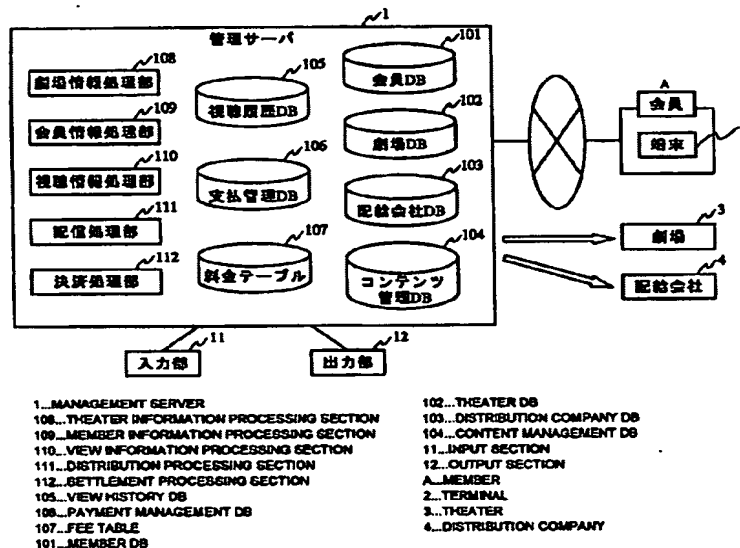 1
管理サーバ
108
劇場情報処理部
109
会員情報処理部
110
視聴情報処理部
111
配信処理部
112
決済処理部
105
視聴履歴DB
106
支払管理DB
107
料金テーブル
101
会員DB
102
劇場DB
103
配給会社DB
104
コンテンツ
管理DB
11
入力部
12
出力部
A
会員
端末
3
劇場
4
配給会社
1...MANAGEMENT SERVER
108...THEATER INFORMATION PROCESSING SECTION
109...MEMBER INFORMATION PROCESSING SECTION
110...VIEW INFORMATION PROCESSING SECTION
111...DISTRIBUTION PROCESSING SECTION
112...SETTLEMENT PROCESSING SECTION
105...VIEW HISTORY DB
106...PAYMENT MANAGEMENT DB
107...FEE TABLE
101...MEMBER DB
102...THEATER DB
103...DISTRIBUTION COMPANY DB
104...CONTENT MANAGEMENT DB
11...INPUT SECTION
12...OUTPUT SECTION
A...MEMBER
2...TERMINAL
3...THEATER
4...DISTRIBUTION COMPANY